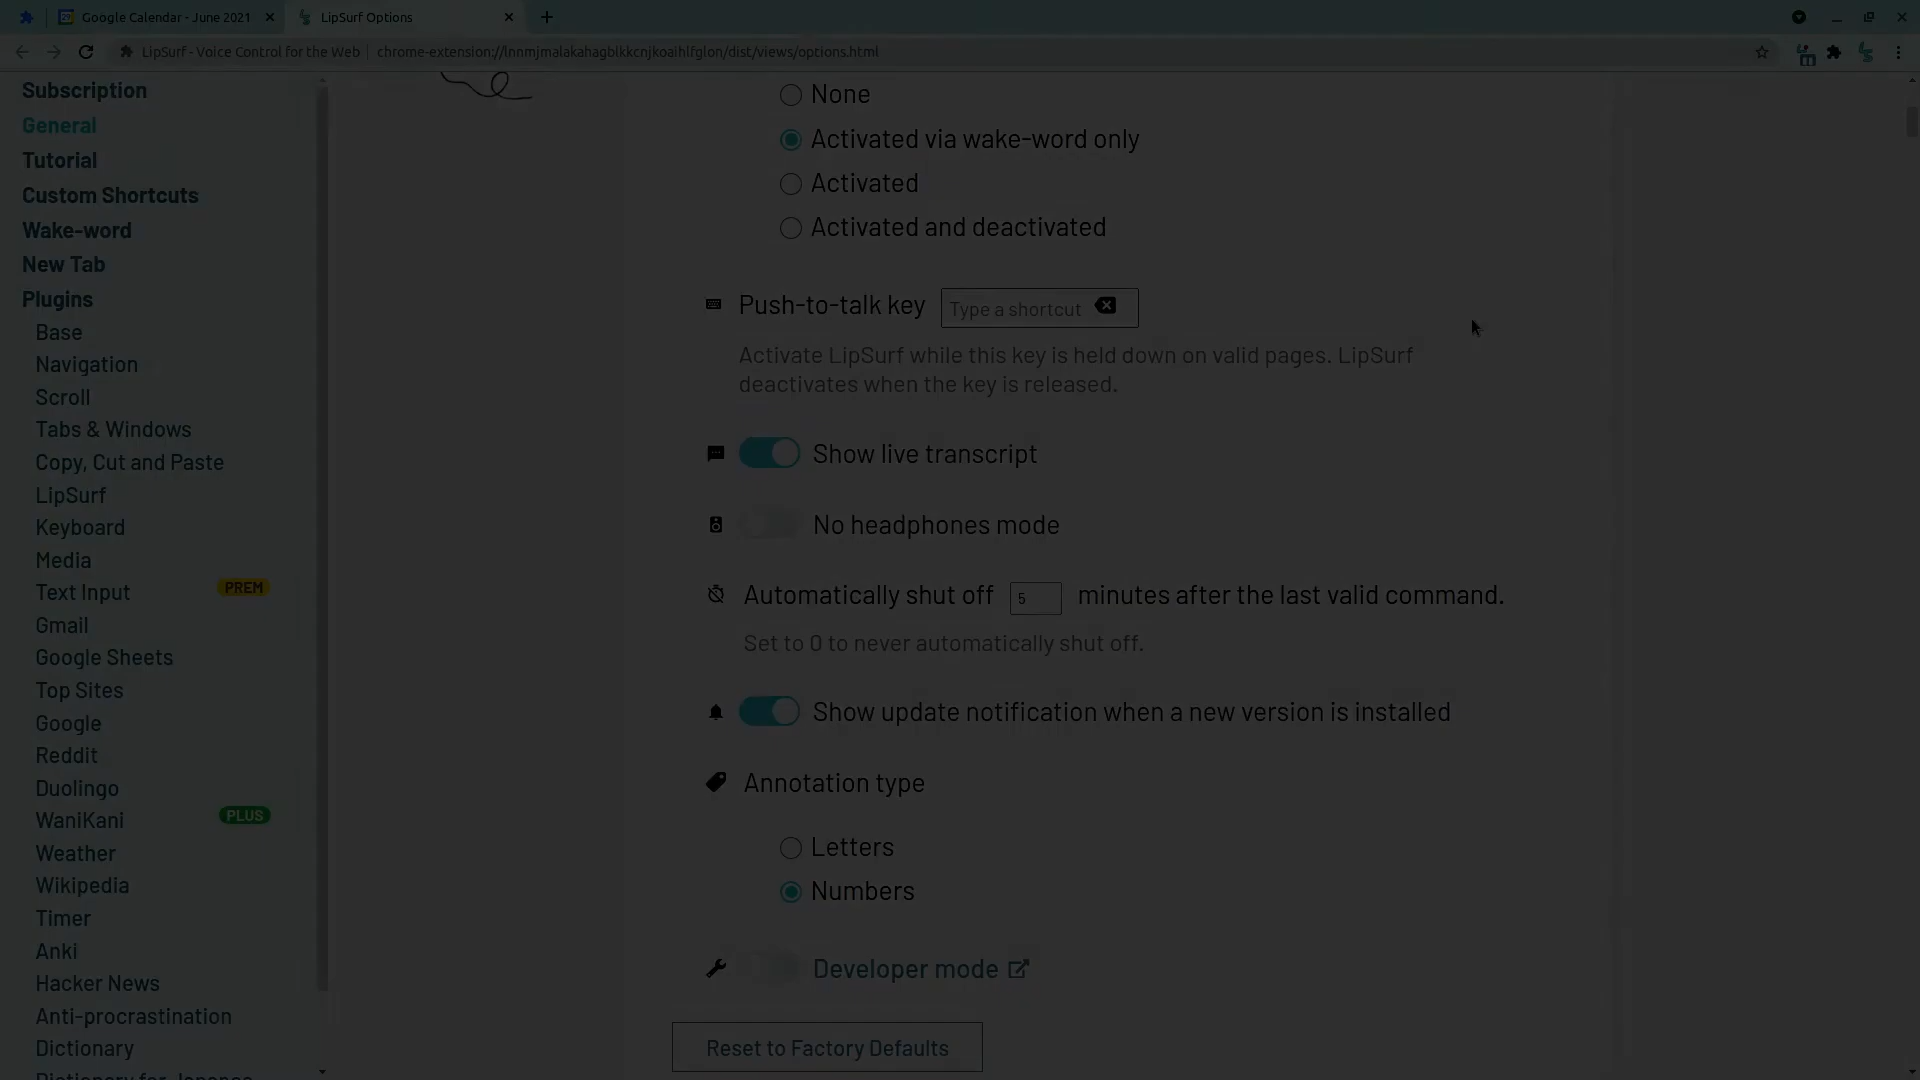 Google Calendar - June 2021
LipSurf Options
LipSurf - Voice Control for the Web
chrome-extension://lnnmjmalakahagblkkcnjkoaihlfglon/dist/views/options.html
Subscription
General
Tutorial
Custom Shortcuts
Wake-word
New Tab
Plugins
Base
Navigation
Scroll
Tabs & Windows
Copy, Cut and Paste
LipSurf
Keyboard
Media
Text Input PREM
Gmail
Google Sheets
Top Sites
Google
Reddit
Duolingo
WaniKani PLUS
Weather
Wikipedia
Timer
Anki
Hacker News
Anti-procrastination
Dictionary
Dictionary for Japanese
None
Activated via wake-word only
Activated
Activated and deactivated
Push-to-talk key Type a shortcut
Activate LipSurf while this key is held down on valid pages. LipSurf
deactivates when the key is released.
Show live transcript
No headphones mode
Automatically shut off 5 minutes after the last valid command.
Set to 0 to never automatically shut off.
Show update notification when a new version is installed
Annotation type
Letters
Numbers
Developer mode
Reset to Factory Defaults